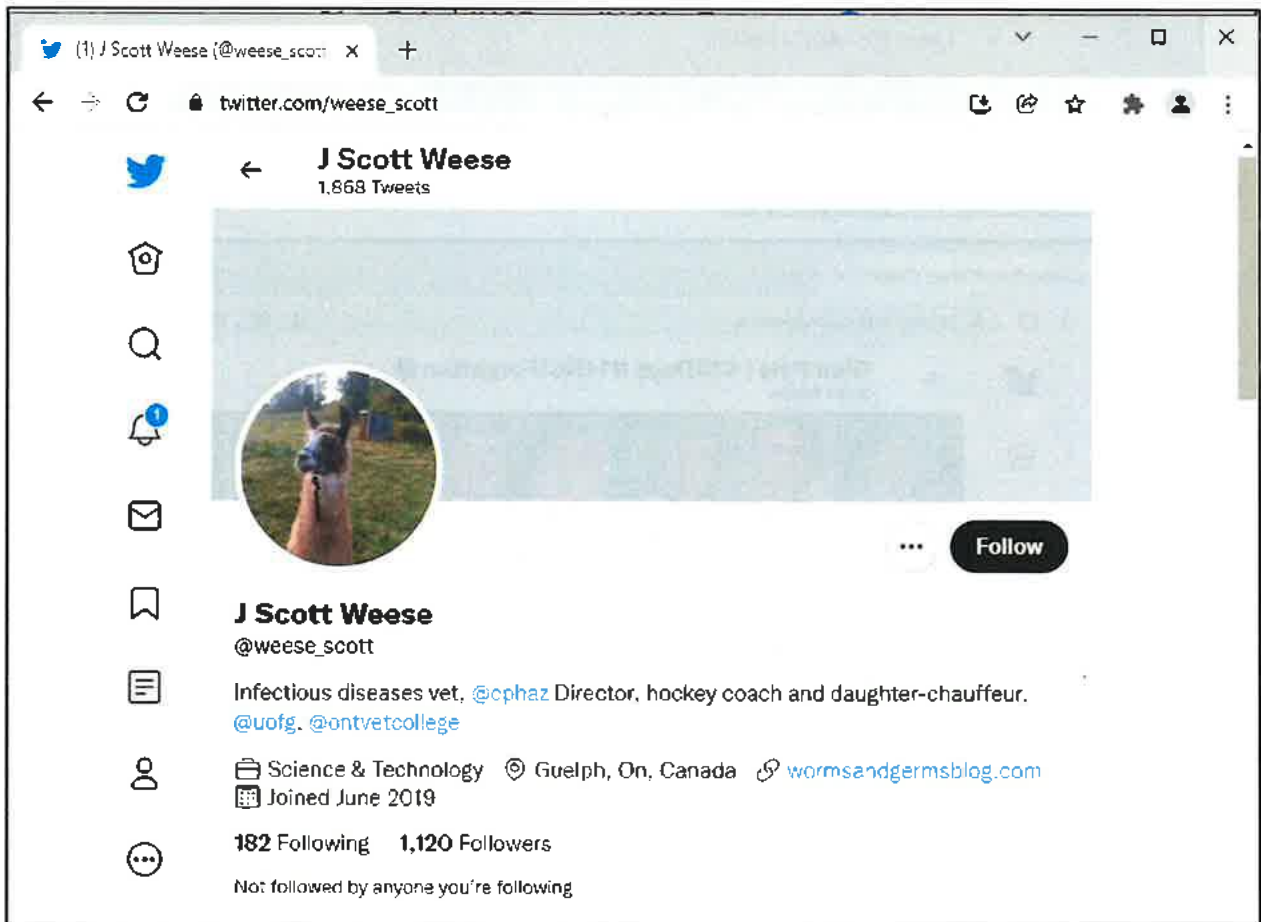 (1) J Scott Weese (@weese_scott
twitter.com/weese_scott
J Scott Weese
1,868 Tweets
1
Follow
J Scott Weese
@weese_scott
Infectious diseases vet, @cphaz Director, hockey coach and daughter-chauffeur.
@uofg. @ontvetcollege
Science & Technology Guelph, On, Canada wormsandgermsblog.com
Joined June 2019
182 Following 1,120 Followers
Not followed by anyone you're following